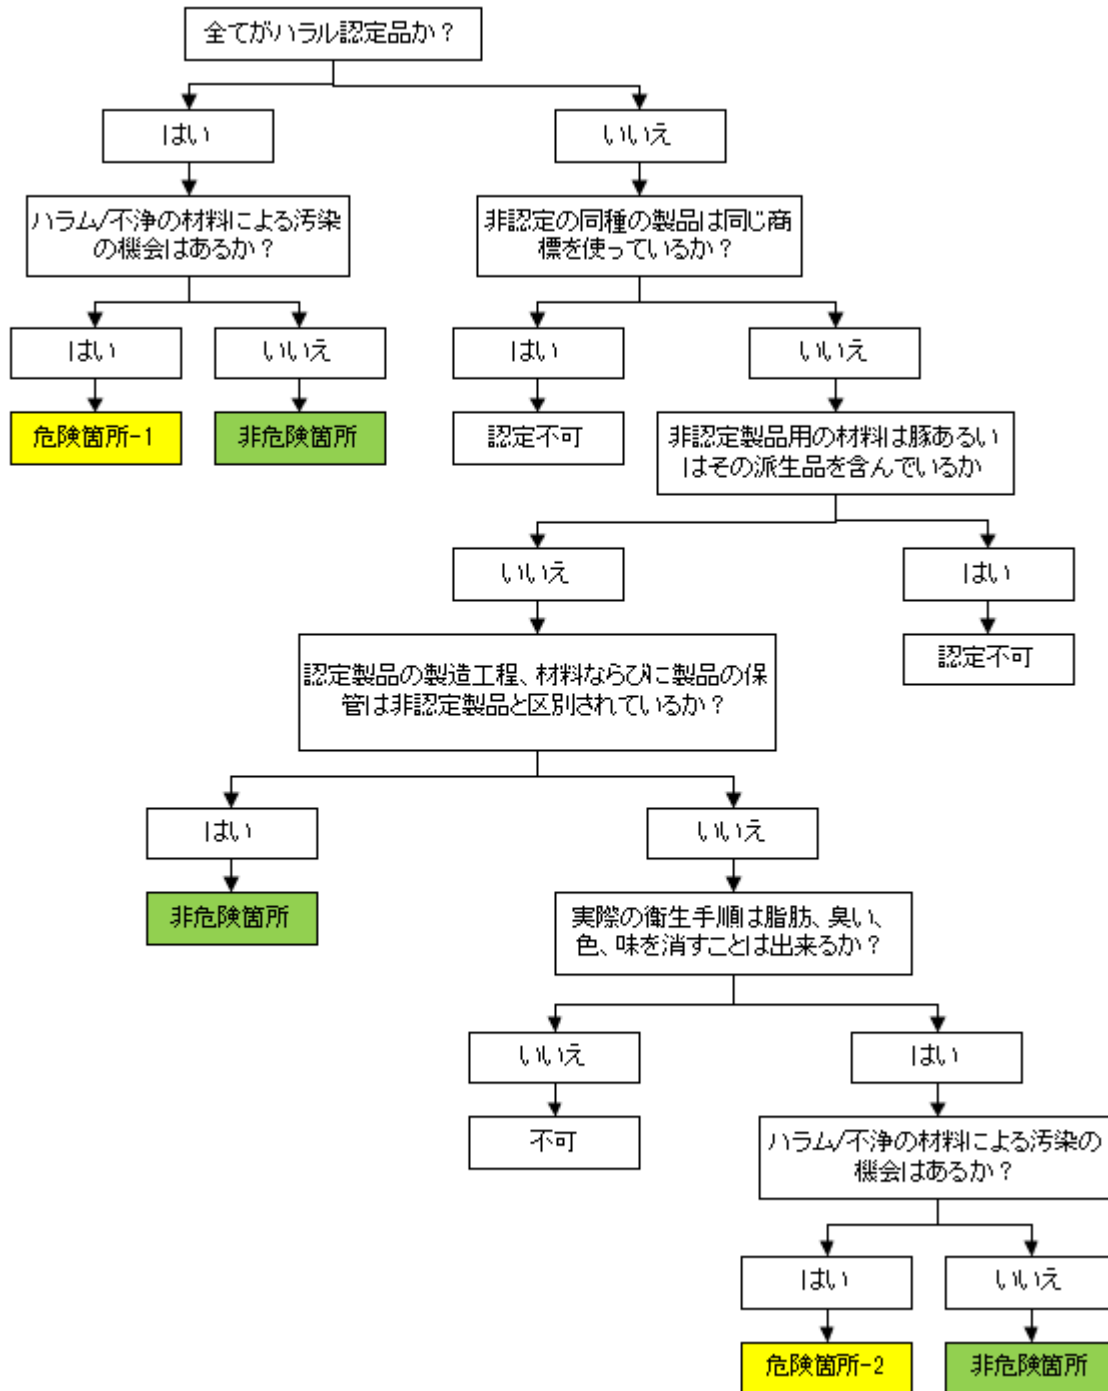 全てがハラル認定品か？
はい
いいえ
ハラム/不浄の材料による汚染
の機会はあるか？
非認定の同種の製品は同じ商
標を使っているか？
はい
いいえ
はい
いいえ
危険箇所-1
非危険箇所
認定不可
非認定製品用の材料は豚あるい
はその派生品を含んでいるか
いいえ
はい
認定製品の製造工程、材料ならびに製品の保
管は非認定製品と区別されているか？
認定不可
はい
いいえ
非危険箇所
実際の衛生手順は脂肪、臭い、
色、味を消すことは出来るか？
いいえ
はい
不可
ハラム/不浄の材料による汚染の
機会はあるか？
はい
いいえ
危険箇所-2
非危険箇所